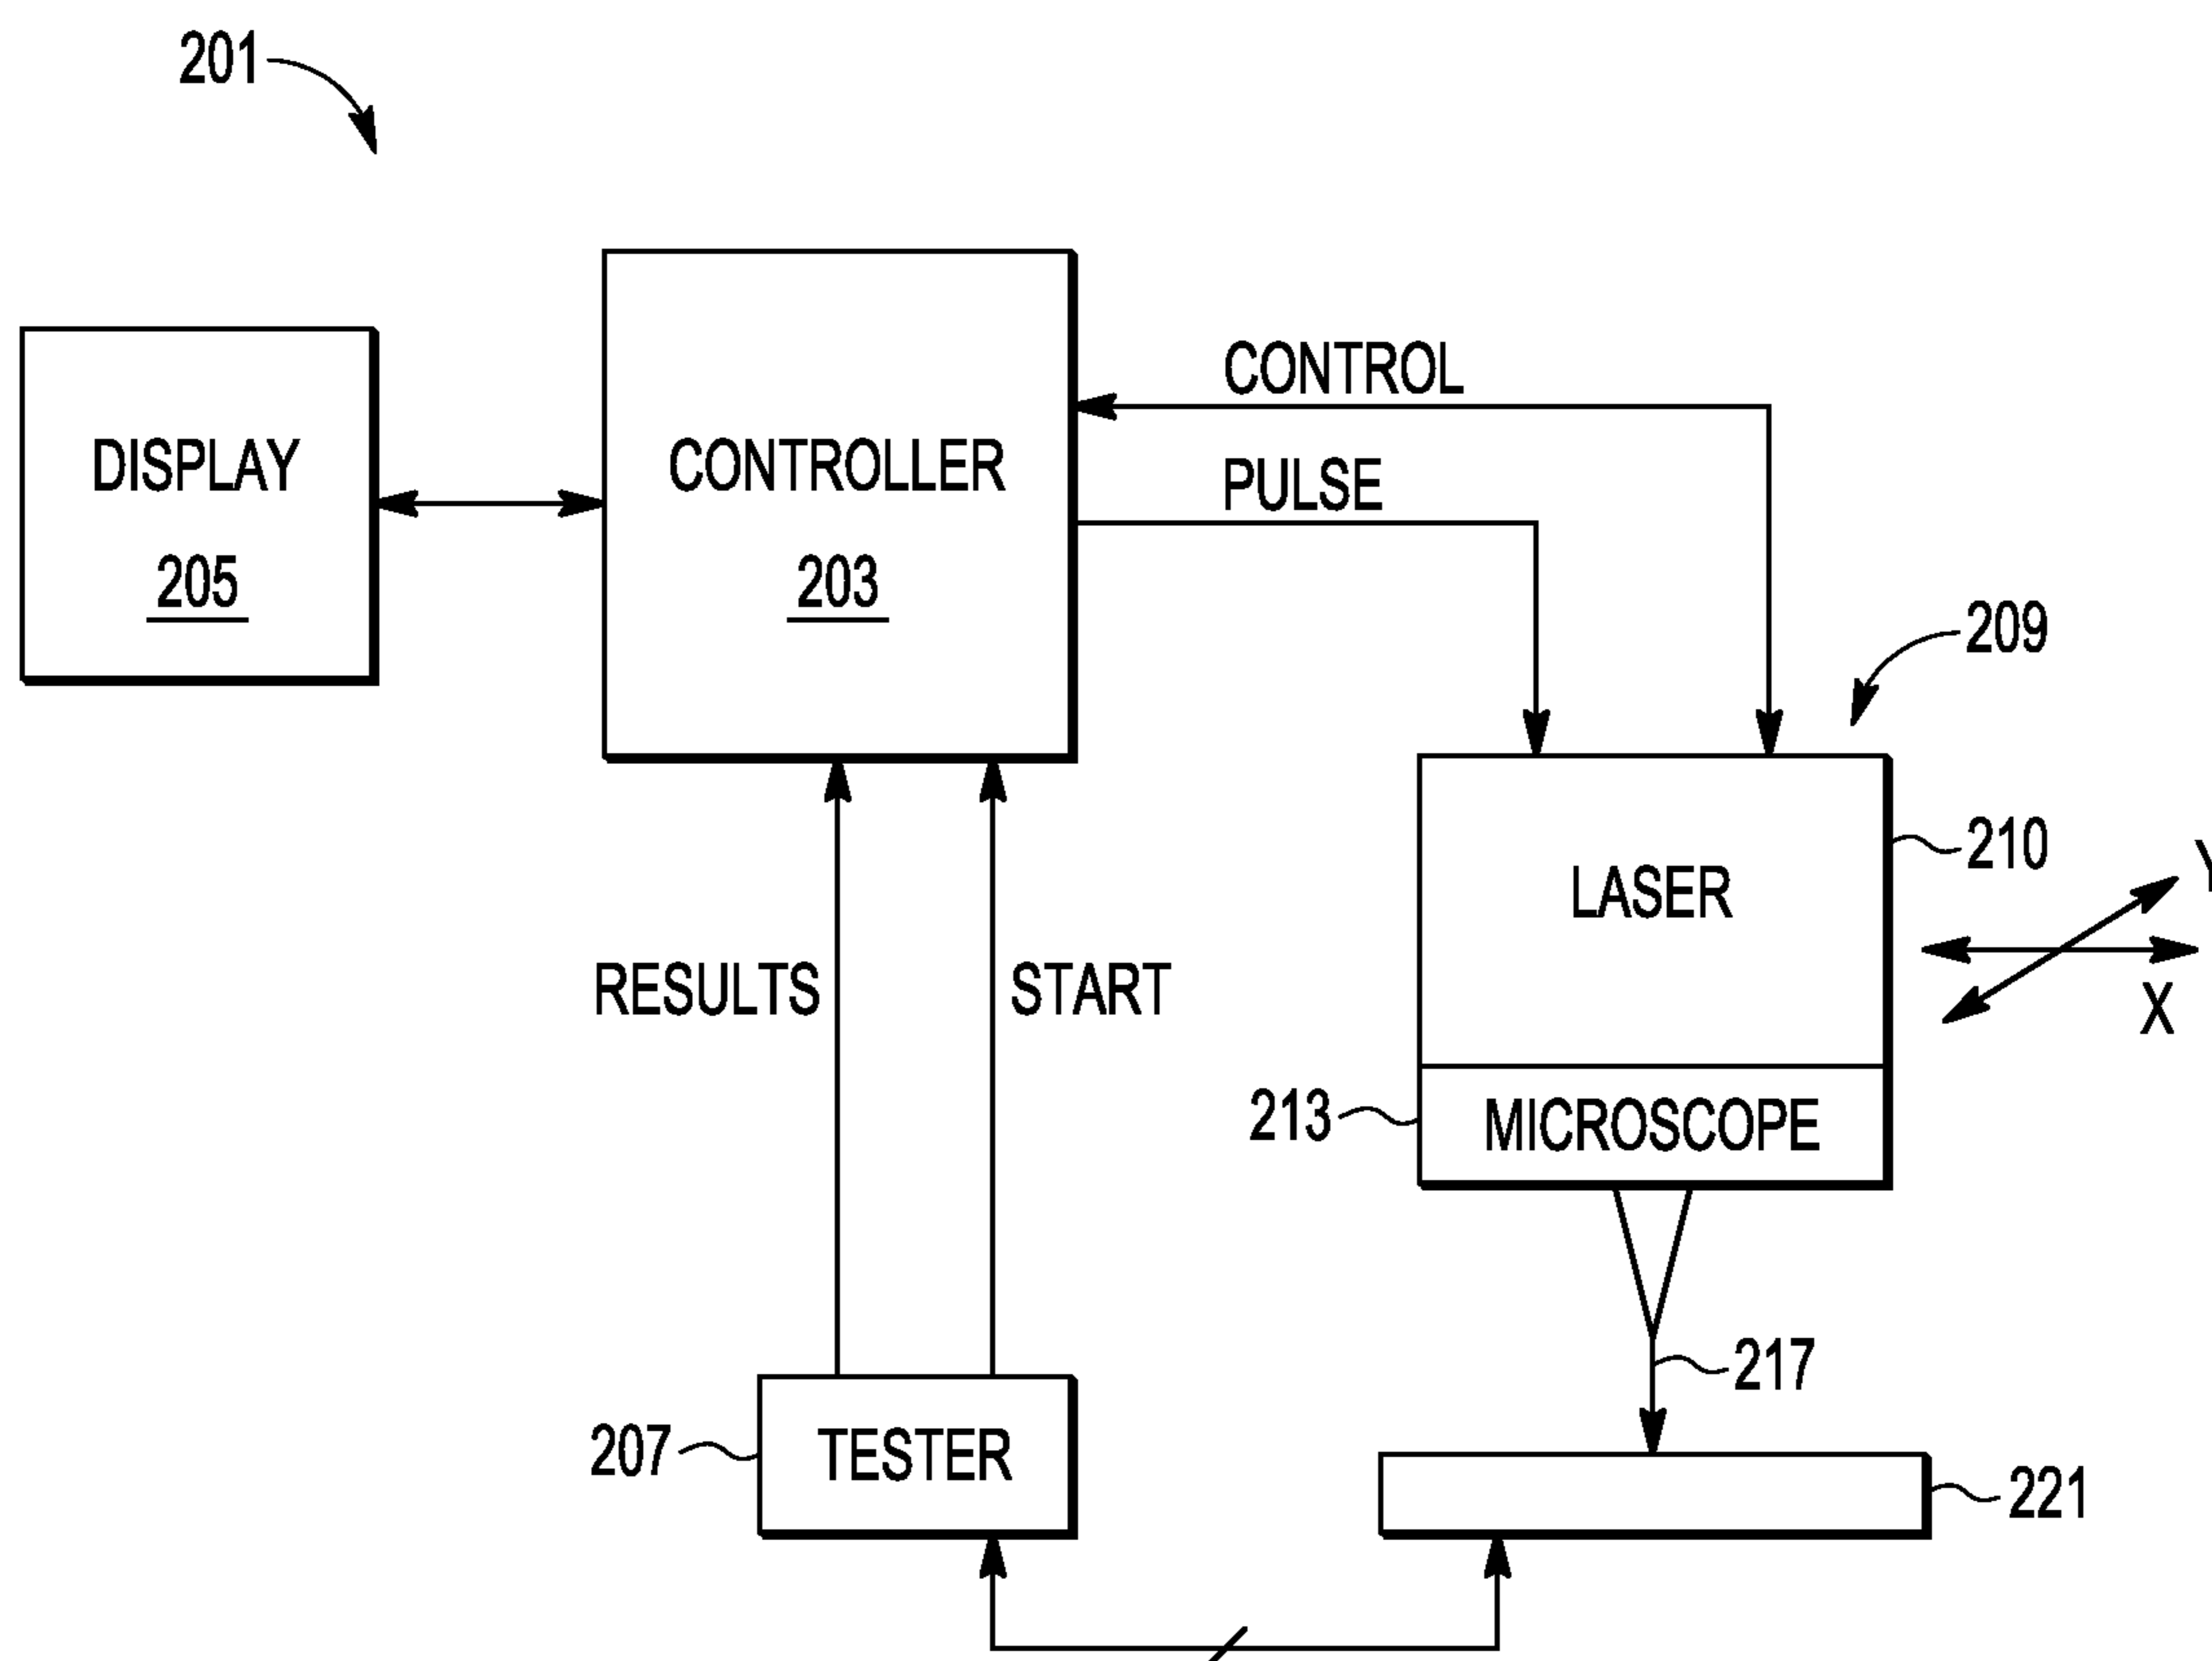 201
CONTROL
DISPLAY
CONTROLLER
PULSE
205
203
209
210
Y
LASER
RESULTS
START
X
213
MICROSCOPE
217
207
TESTER
221